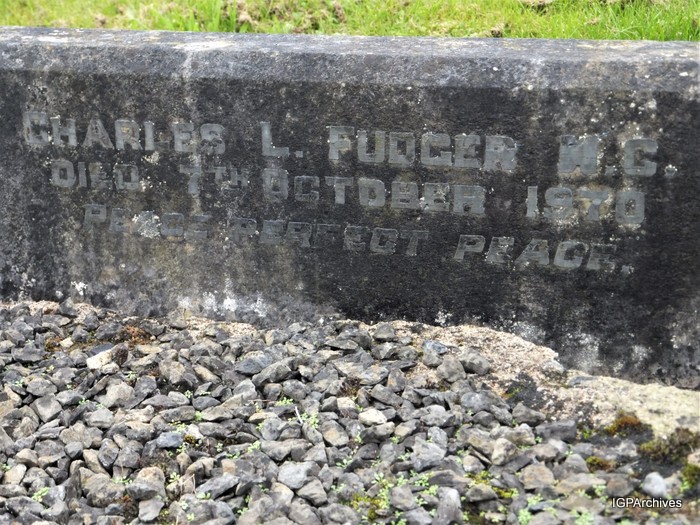 CHARLES L. FUDGER M.C.
DIED 7TH OCTOBER 1970
PEACE PERFECT PEACE.
IGPArchives